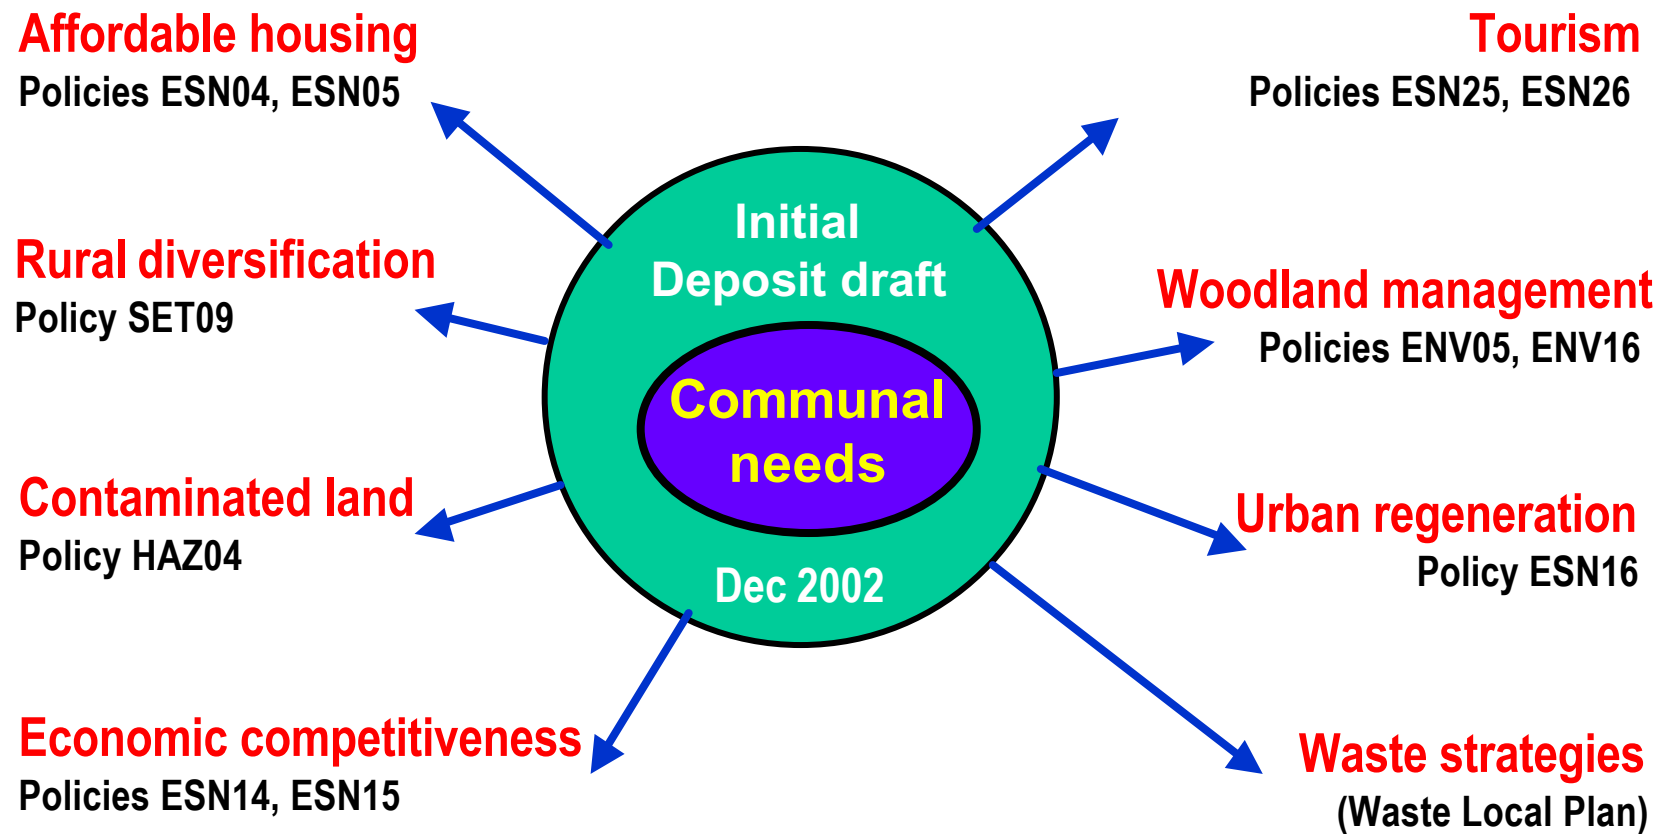 Affordable housing
Policies ESN04, ESN05
Tourism
Policies ESN25, ESN26
Initial
Deposit draft
Rural diversification
Policy SET09
Woodland management
Policies ENV05, ENV16
Communal
needs
Contaminated land
Policy HAZ04
Urban regeneration
Policy ESN16
Dec 2002
Economic competitiveness
Policies ESN14, ESN15
Waste strategies
(Waste Local Plan)